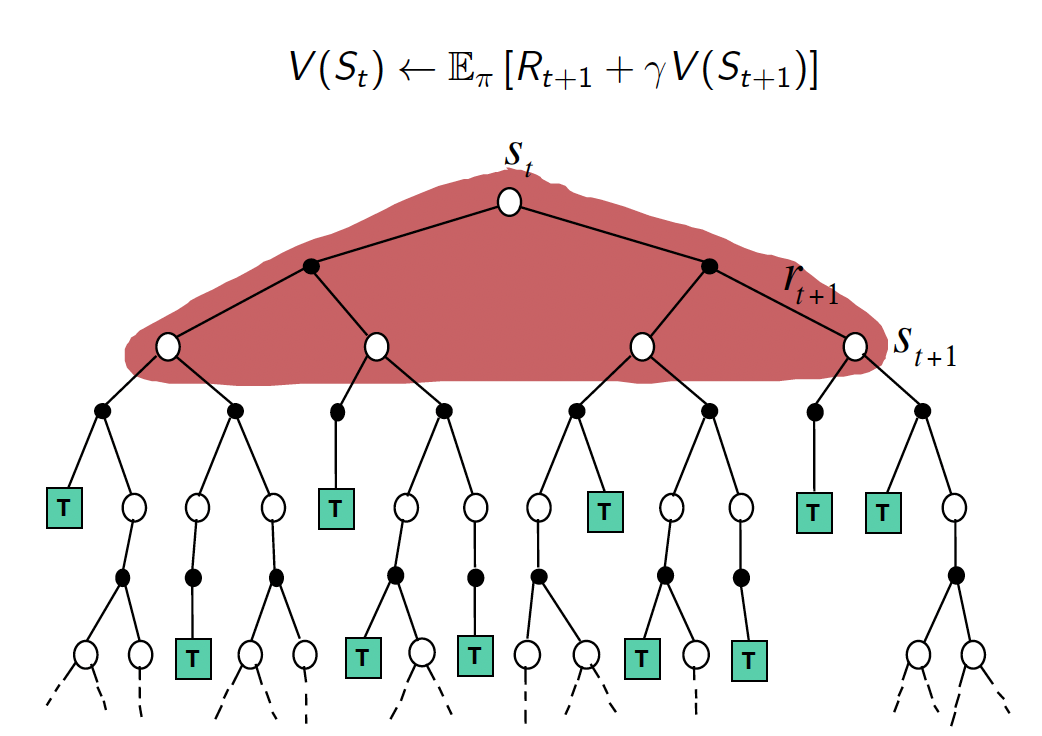 V(S_t) ← 𝔼_π [R_{t+1} + γV(S_{t+1})]
s_t
r_{t+1}
s_{t+1}
T T T T T T
T T T T T